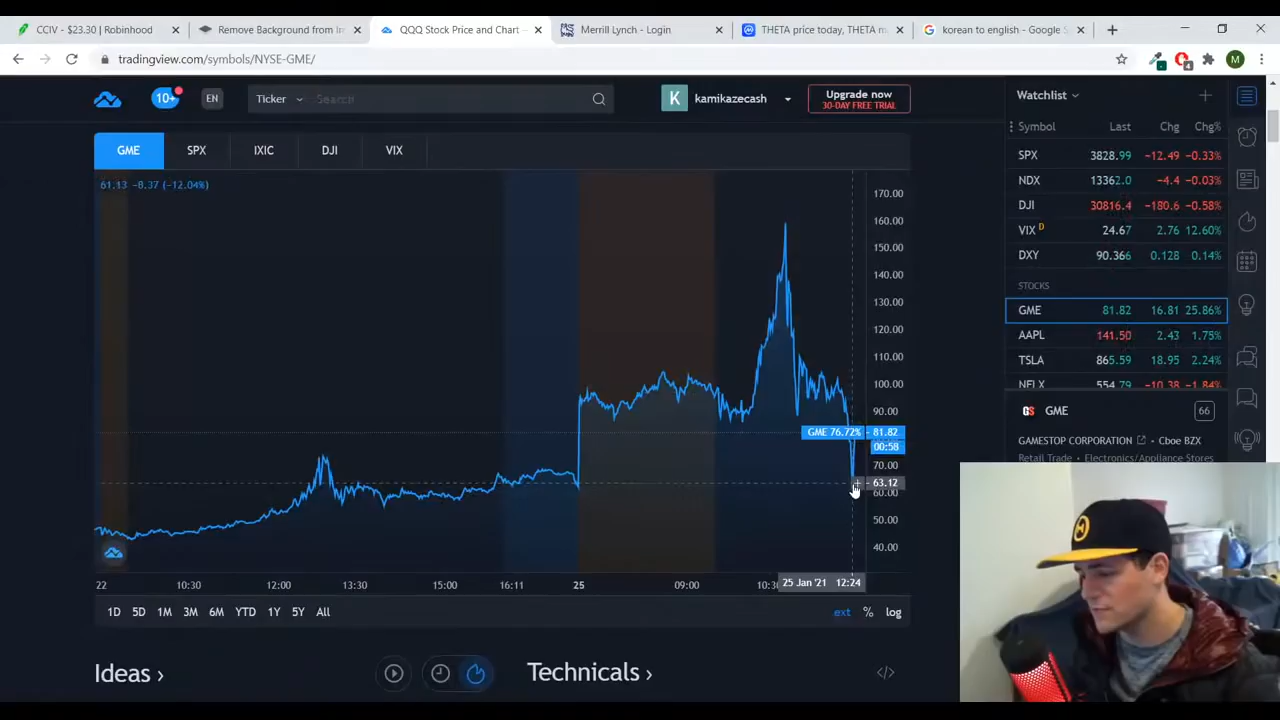 CCIV - $23.30 | Robinhood
Remove Background from Im
QQQ Stock Price and Chart —
Merrill Lynch - Login
THETA price today, THETA m
korean to english - Google S
tradingview.com/symbols/NYSE-GME/
4
M
10+
EN
Ticker
Search
K
kamikazecash
Upgrade now
30-DAY FREE TRIAL
Watchlist
Symbol Last Chg Chg%
SPX 3828.99 −12.49 −0.33%
NDX 13362.0 −4.4 −0.03%
DJI 30816.4 −180.6 −0.58%
VIX D 24.67 2.76 12.60%
DXY 90.366 0.128 0.14%
STOCKS
GME 81.82 16.81 25.86%
AAPL 141.50 2.43 1.75%
TSLA 865.59 18.95 2.24%
NFLX 554.79 −10.38 −1.84%
GME
66
GAMESTOP CORPORATION • Cboe BZX
Retail Trade • Electronics/Appliance Stores
GME SPX IXIC DJI VIX
61.13 −8.37 (−12.04%)
170.00
160.00
150.00
140.00
130.00
120.00
110.00
100.00
90.00
GME 76.72% 81.82
00:58
70.00
63.12
60.00
50.00
40.00
22 10:30 12:00 13:30 15:00 16:11 25 09:00 10:30 25 Jan '21 12:24
1D 5D 1M 3M 6M YTD 1Y 5Y All
ext % log
Ideas ›
Technicals ›